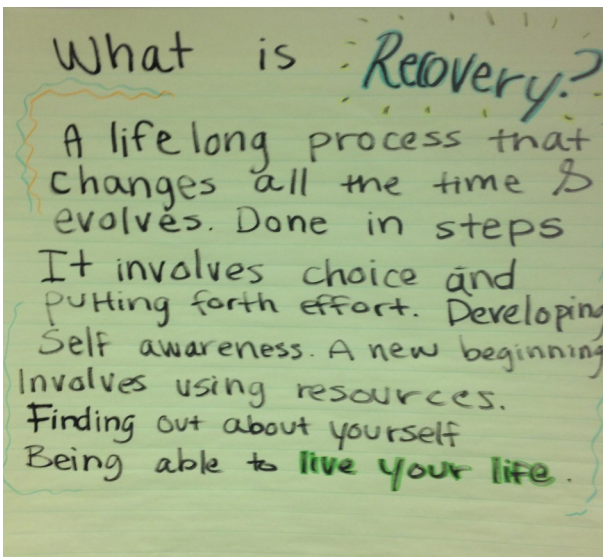 What is Recovery?
A lifelong process that
changes all the time &
evolves. Done in steps
It involves choice and
putting forth effort. Developing
Self awareness. A new beginning
Involves using resources.
Finding out about yourself
Being able to live your life.